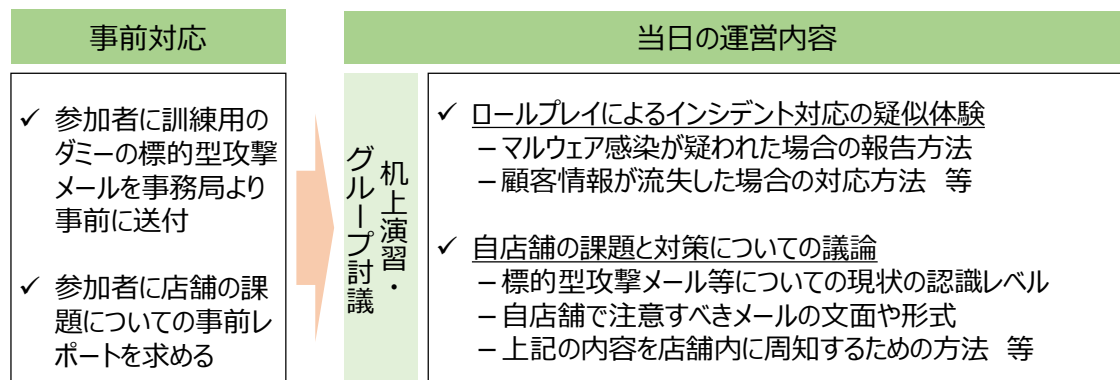 事前対応
✓ 参加者に訓練用の
ダミーの標的型攻撃
メールを事務局より
事前に送付
✓ 参加者に店舗の課
題についての事前レ
ポートを求める
当日の運営内容
机上演習・
グループ討議
✓ ロールプレイによるインシデント対応の疑似体験
－マルウェア感染が疑われた場合の報告方法
－顧客情報が流失した場合の対応方法 等
✓ 自店舗の課題と対策についての議論
－標的型攻撃メール等についての現状の認識レベル
－自店舗で注意すべきメールの文面や形式
－上記の内容を店舗内に周知するための方法 等